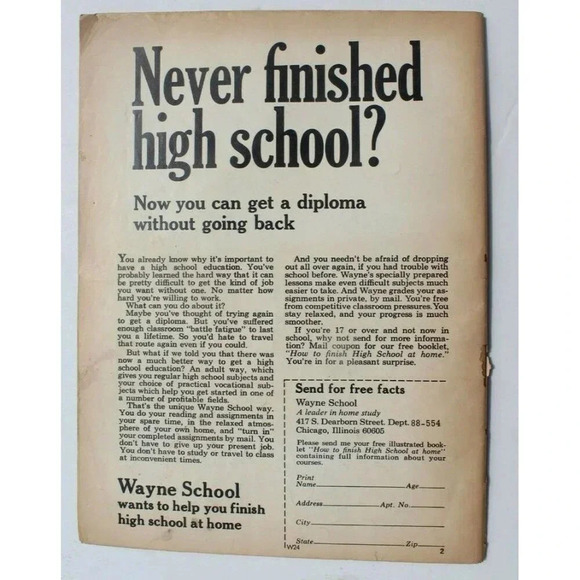 Never finished
high school?
Now you can get a diploma
without going back
You already know why it's important to
have a high school education. You've
probably learned the hard way that it can
be pretty difficult to get the kind of job
you want without one. No matter how
hard you're willing to work.
What can you do about it?
Maybe you've thought of trying again
to get a diploma. But you've suffered
enough classroom "battle fatigue" to last
you a lifetime. So you'd hate to travel
that route again even if you could.
But what if we told you that there was
now a much better way to get a high
school education? An adult way, which
gives you regular high school subjects and
your choice of practical vocational sub-
jects which help you get started in one of
a number of profitable fields.
That's the unique Wayne School way.
You do your reading and assignments in
your spare time, in the relaxed atmos-
phere of your own home, and "turn in"
your completed assignments by mail. You
don't have to give up your present job.
You don't have to study or travel to class
at inconvenient times.
Wayne School
wants to help you finish
high school at home
And you needn't be afraid of dropping
out all over again, if you had trouble with
school before. Wayne's specially prepared
lessons make even difficult subjects much
easier to take. And Wayne grades your as-
signments in private, by mail. You're free
from competitive classroom pressures. You
stay relaxed, and your progress is much
smoother.
If you're 17 or over and not now in
school, why not send for more informa-
tion? Mail coupon for our free booklet,
"How to finish High School at home."
You're in for a pleasant surprise.
Send for free facts
Wayne School
A leader in home study
417 S. Dearborn Street. Dept. 88-554
Chicago, Illinois 60605
Please send me your free illustrated book-
let "How to finish High School at home"
containing full information about your
courses.
Print
Name Age
Address Apt. No.
City
State Zip
W24 2